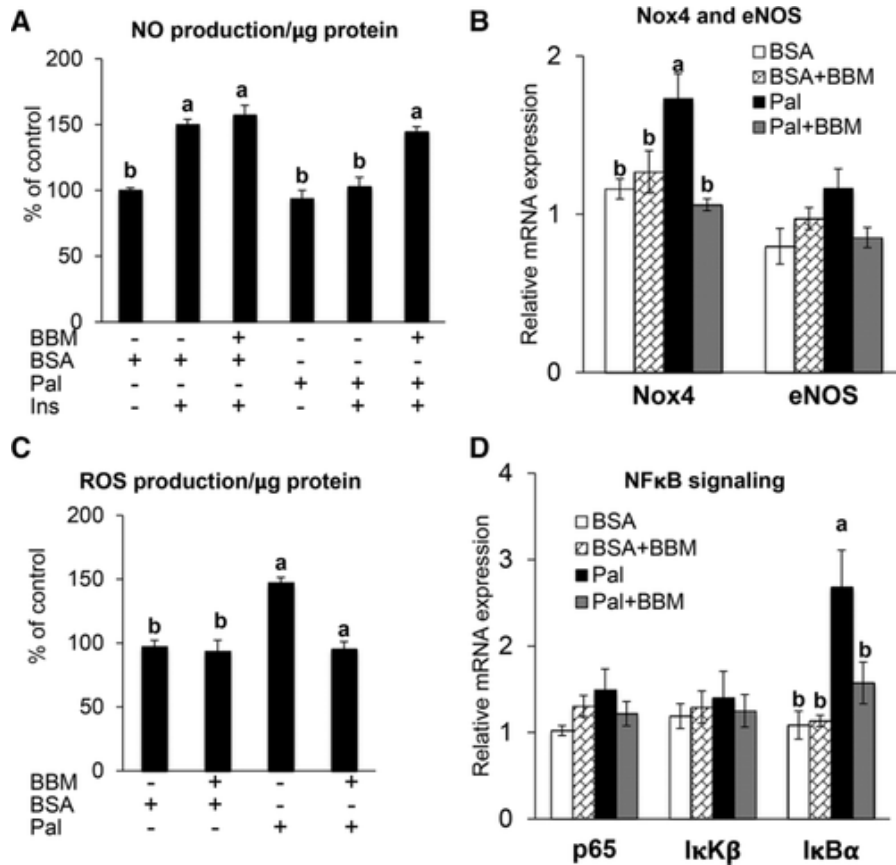 A
NO production/µg protein
% of control
200
150
100
50
0
b
a
a
b
b
a
BBM - - + - - +
BSA + + + - - -
Pal - - - + + +
Ins - + + - + +
B
Nox4 and eNOS
Relative mRNA expression
2
1
0
BSA
BSA+BBM
Pal
Pal+BBM
b
b
a
b
Nox4
eNOS
C
ROS production/µg protein
% of control
200
150
100
50
0
b
b
a
a
BBM - + - +
BSA + + - -
Pal - - + +
D
NFκB signaling
Relative mRNA expression
4
3
2
1
0
BSA
BSA+BBM
Pal
Pal+BBM
b
b
a
b
p65
IκKβ
IκBα